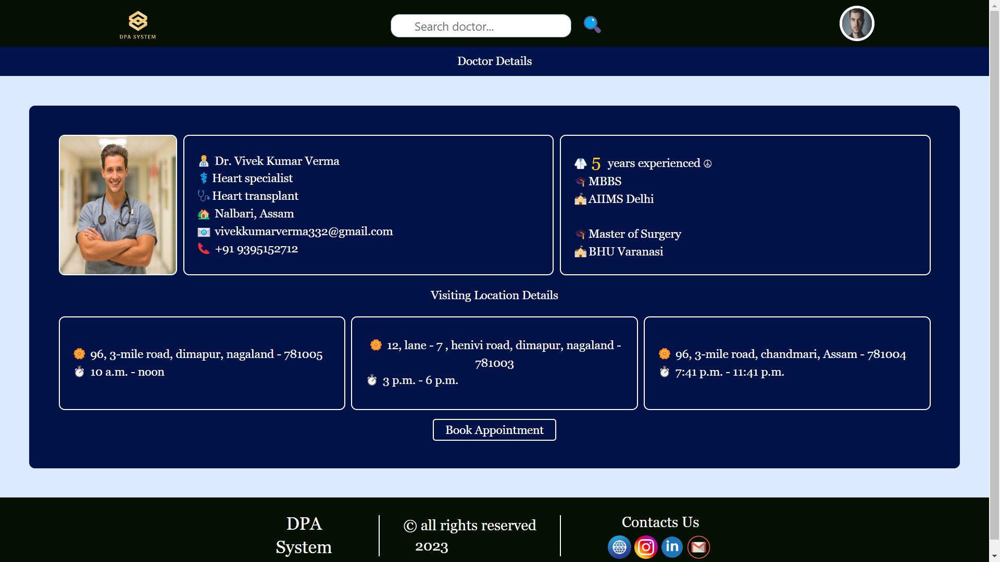 DPA SYSTEM
Search doctor...
Doctor Details
Dr. Vivek Kumar Verma
Heart specialist
Heart transplant
Nalbari, Assam
vivekkumarverma332@gmail.com
+91 9395152712
5 years experienced ☮
MBBS
AIIMS Delhi
Master of Surgery
BHU Varanasi
Visiting Location Details
96, 3-mile road, dimapur, nagaland - 781005
10 a.m. - noon
12, lane - 7 , henivi road, dimapur, nagaland -
781003
3 p.m. - 6 p.m.
96, 3-mile road, chandmari, Assam - 781004
7:41 p.m. - 11:41 p.m.
Book Appointment
DPA
System
© all rights reserved
2023
Contacts Us